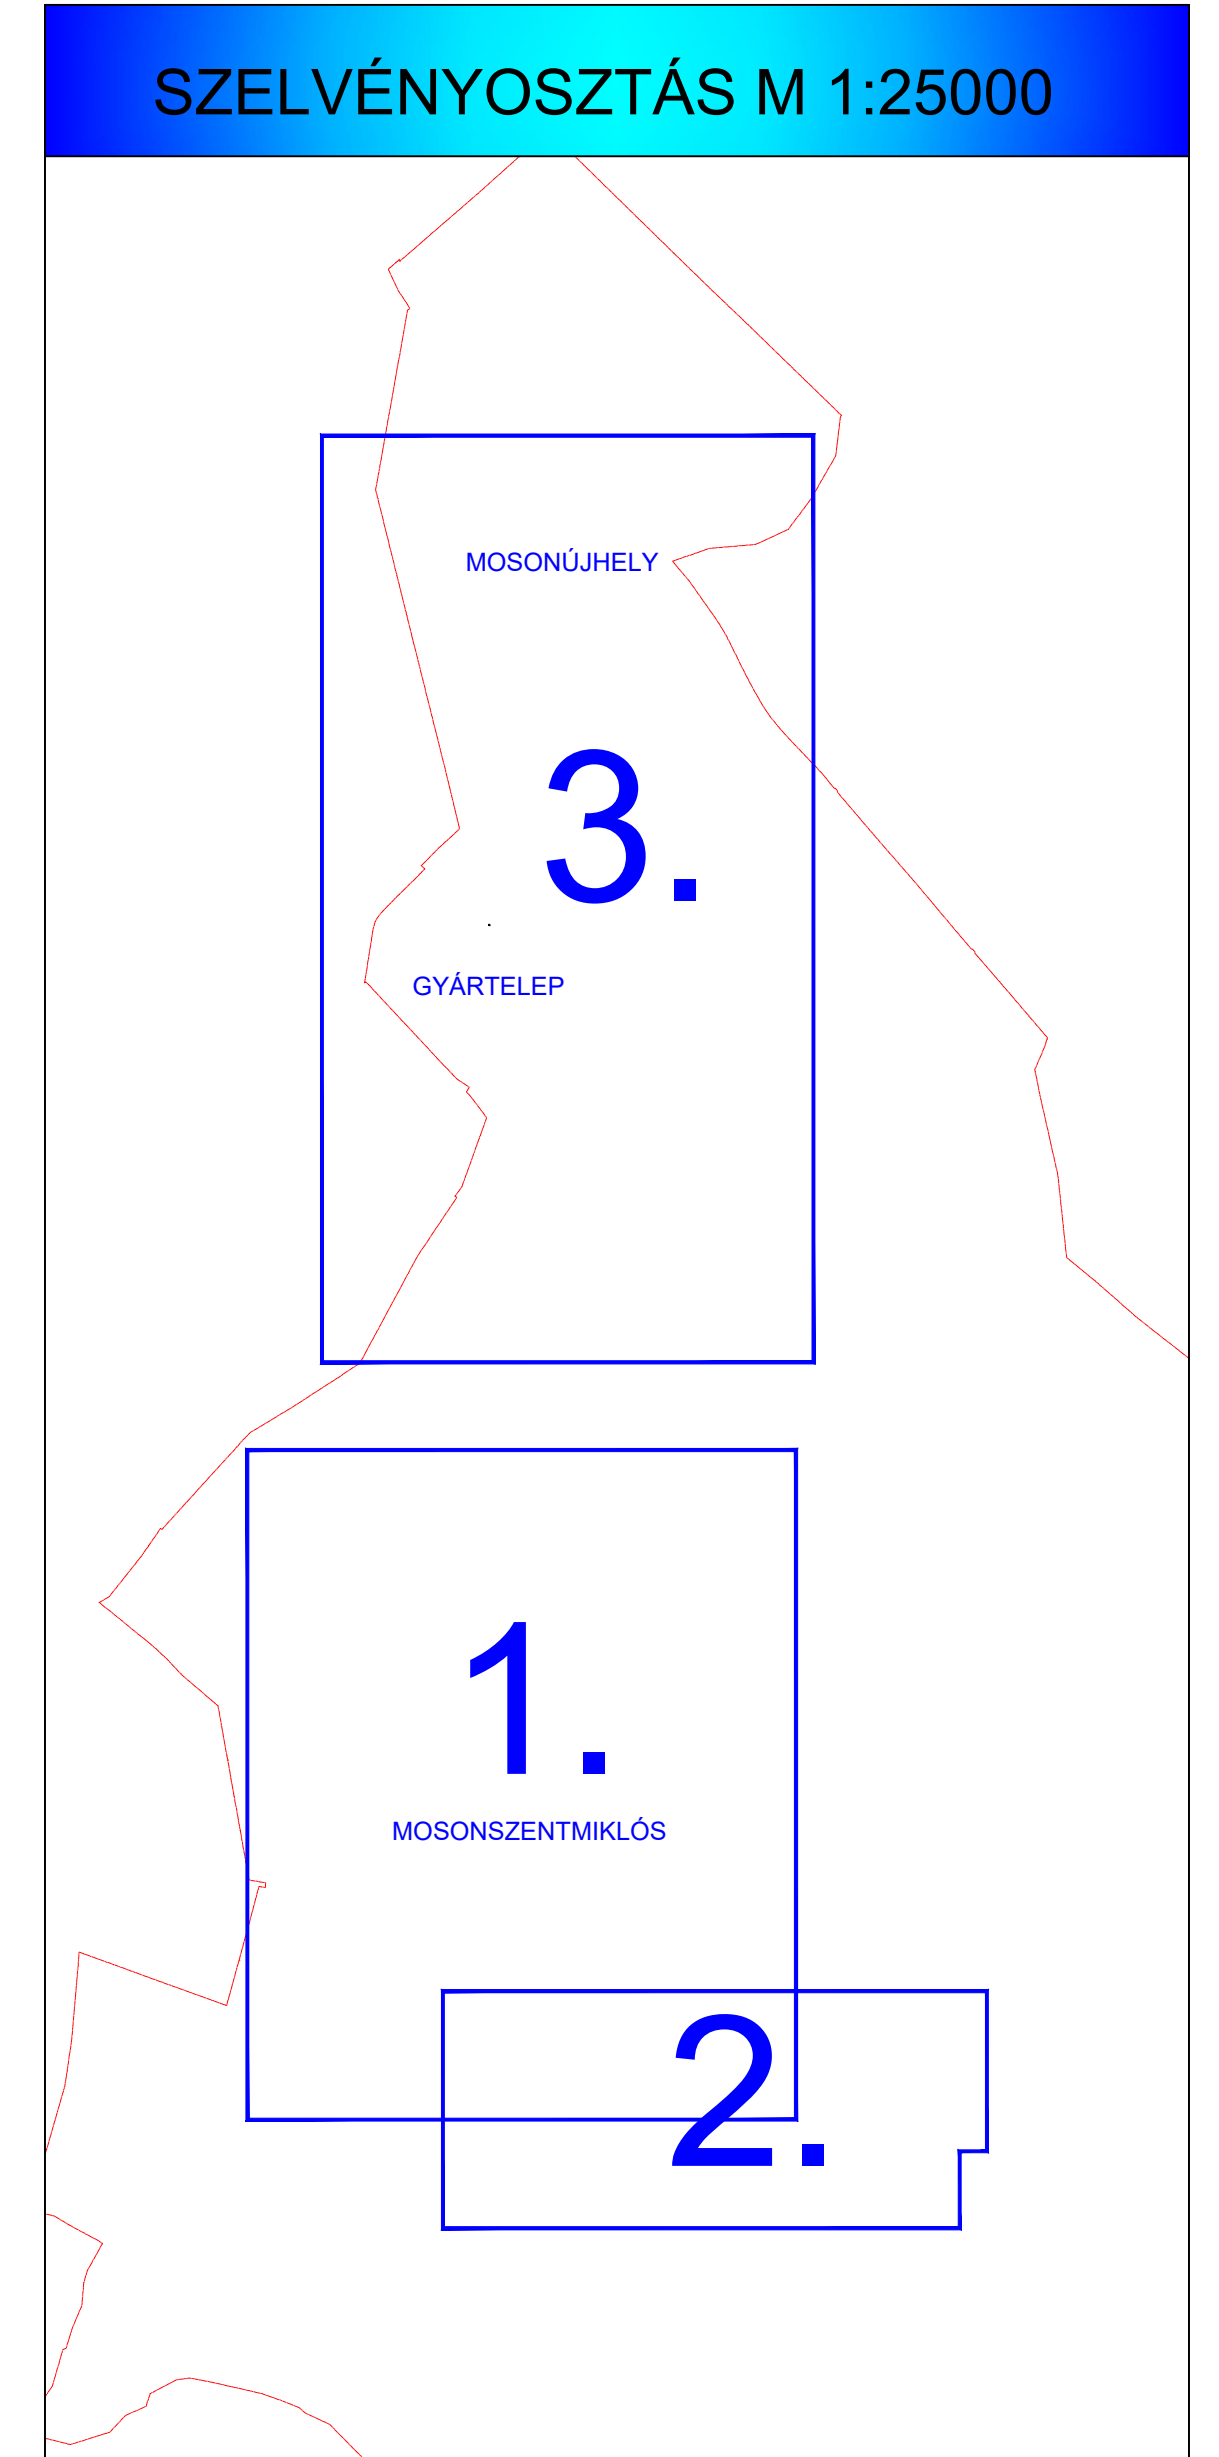 SZELVÉNYOSZTÁS M 1:25000
MOSONÚJHELY
3.
GYÁRTELEP
1.
MOSONSZENTMIKLÓS
2.